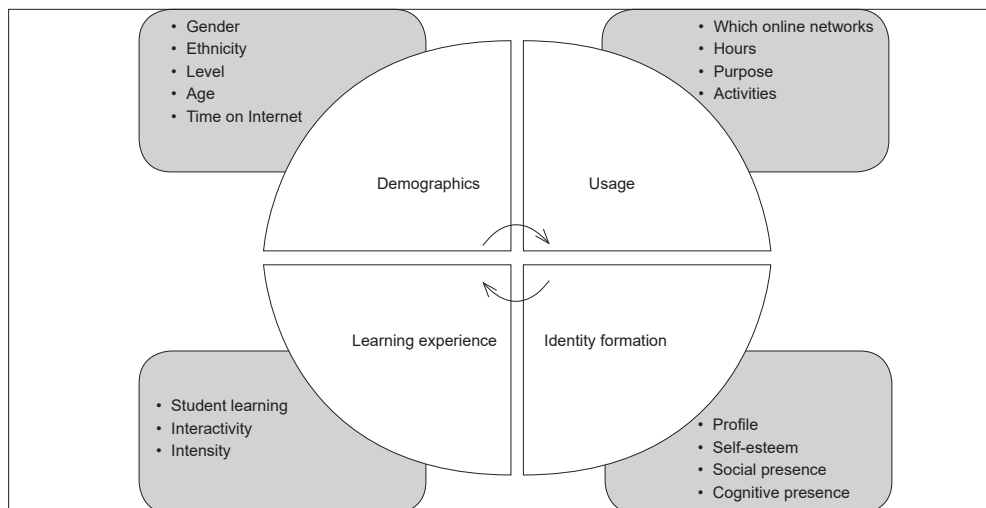 • Gender
• Ethnicity
• Level
• Age
• Time on Internet
• Which online networks
• Hours
• Purpose
• Activities
Demographics
Usage
Learning experience
Identity formation
• Student learning
• Interactivity
• Intensity
• Profile
• Self-esteem
• Social presence
• Cognitive presence